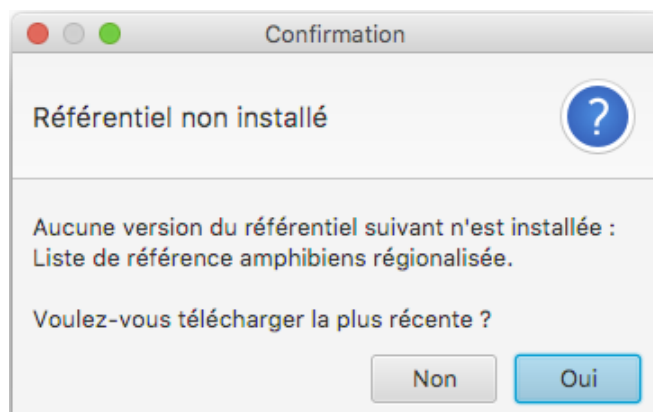 Confirmation
Référentiel non installé
?
Aucune version du référentiel suivant n'est installée :
Liste de référence amphibiens régionalisée.
Voulez-vous télécharger la plus récente ?
Non
Oui